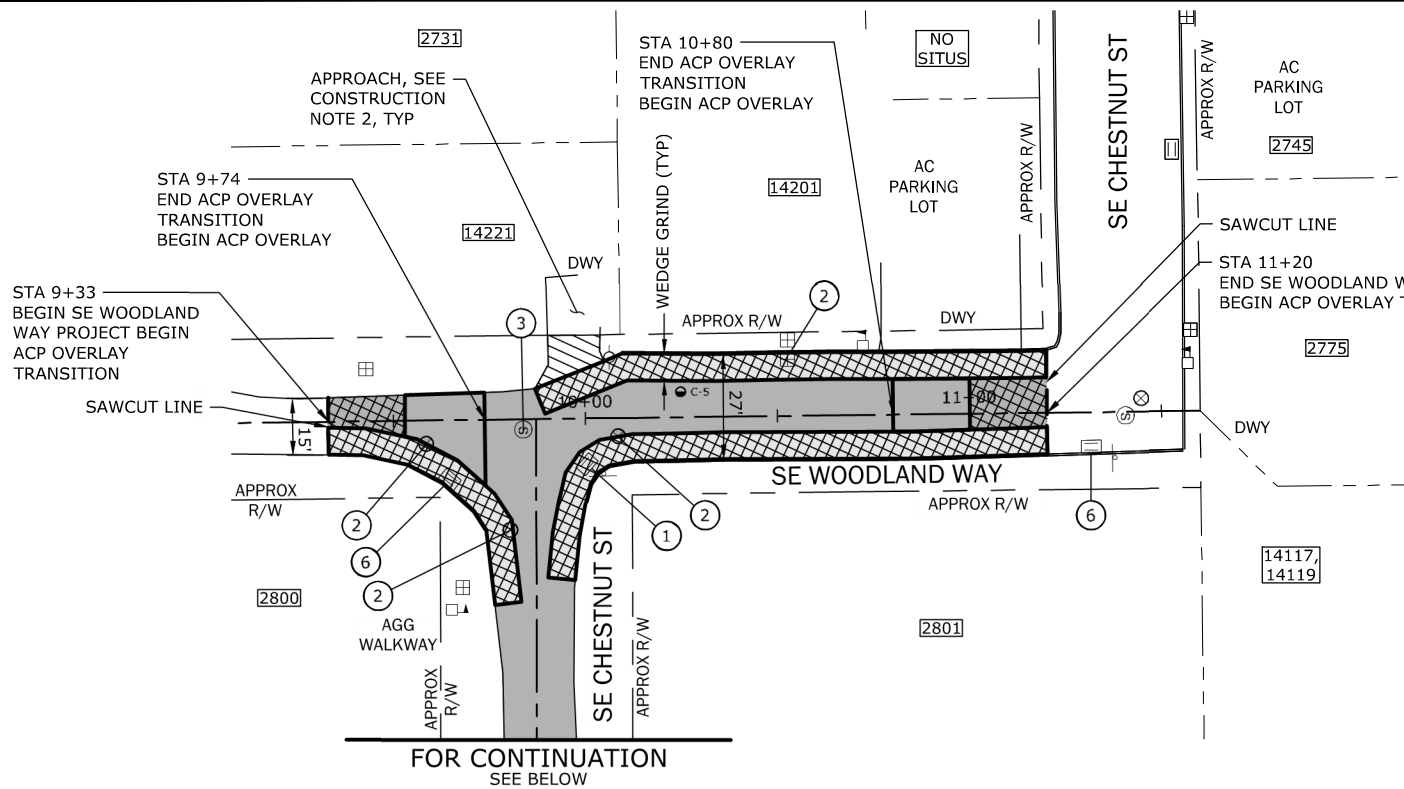 2731
STA 10+80
END ACP OVERLAY
TRANSITION
BEGIN ACP OVERLAY
NO
SITUS
SE CHESTNUT ST
APPROX R/W
AC
PARKING
LOT
2745
APPROACH, SEE
CONSTRUCTION
NOTE 2, TYP
WEDGE GRIND (TYP)
APPROX R/W
STA 9+74
END ACP OVERLAY
TRANSITION
BEGIN ACP OVERLAY
14201
AC
PARKING
LOT
14221
SAWCUT LINE
DWY
STA 11+20
END SE WOODLAND W
BEGIN ACP OVERLAY T
STA 9+33
BEGIN SE WOODLAND
WAY PROJECT BEGIN
ACP OVERLAY
TRANSITION
3
2
APPROX R/W
DWY
2775
SAWCUT LINE
10+00
C-5
27'
11+00
S
S
15'
DWY
SE WOODLAND WAY
APPROX
R/W
APPROX R/W
2
6
2
1
2
6
2800
AGG
WALKWAY
APPROX
R/W
SE CHESTNUT ST
APPROX R/W
2801
14117,
14119
FOR CONTINUATION
SEE BELOW